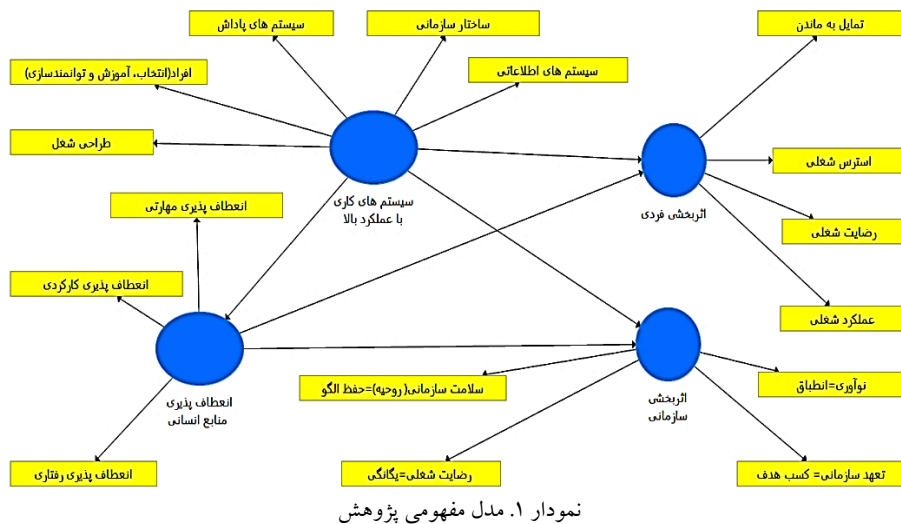 سیستم های پاداش
ساختار سازمانی
تمایل به ماندن
افراد(انتخاب، آموزش و توانمندسازی)
سیستم های اطلاعاتی
طراحی شغل
استرس شغلی
سیستم های کاری
با عملکرد بالا
اثربخشی فردی
انعطاف پذیری مهارتی
رضایت شغلی
انعطاف پذیری کارکردی
عملکرد شغلی
سلامت سازمانی( روحیه)=حفظ الگو
نوآوری=انطباق
انعطاف پذیری
منابع انسانی
اثربخشی
سازمانی
انعطاف پذیری رفتاری
رضایت شغلی=یگانگی
تعهد سازمانی= کسب هدف
نمودار ۱. مدل مفهومی پژوهش